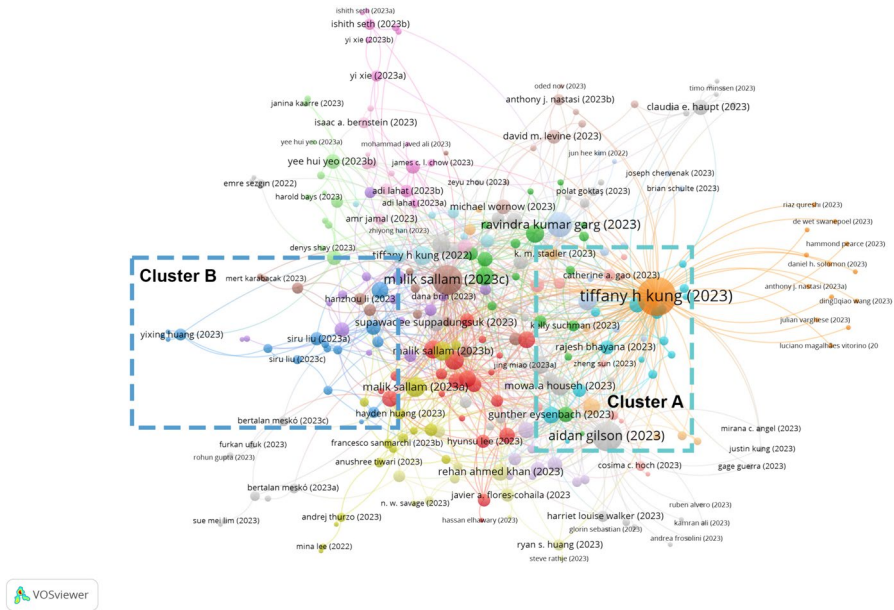 ishith seth (2023a)
ishith seth (2023b)
yi xie (2023b)
yi xie (2023a)
oded nov (2023)
timo minssen (2023)
janina kaarre (2023)
anthony j. nastasi (2023b)
claudia e. haupt (2023)
isaac a. bernstein (2023)
david m. levine (2023)
yee hui yeo (2023a)
mohammad javed ali (2023)
jun hee kim (2022)
yee hui yeo (2023b)
james c. l. chow (2023)
joseph chervenak (2023)
emre sezgin (2022)
zeyu zhou (2023)
adi lahat (2023b)
polat goktaş (2023)
brian schulte (2023)
harold bays (2023)
adi lahat (2023a)
michael wornow (2023)
riaz qureshi (2023)
amr jamal (2023)
de wet swanepoel (2023)
zhiyong han (2023)
ravindra kumar garg (2023)
denys shay (2023)
hammond pearce (2023)
tiffany h kung (2022)
k. m. stadler (2023)
Cluster B
daniel h. solomon (2023)
mert karabacak (2023)
malik sallam (2023c)
catherine a. gao (2023)
anthony j. nastasi (2023a)
hanzhou li (2023)
dana brin (2023)
tiffany h kung (2023)
dingqiao wang (2023)
supawadee suppadungsuk (2023)
julian varghese (2023)
yixing huang (2023)
siru liu (2023a)
rajesh bhayana (2023)
luciano magalhães vitorino (20
malik sallam (2023b)
siru liu (2023c)
jing miao (2023a)
zheng sun (2023)
malik sallam (2023a)
mowafa househ (2023)
Cluster A
hayden huang (2023)
gunther eysenbach (2023)
bertalan meskó (2023c)
mirana c. angel (2023)
furkan ufuk (2023)
francesco sanmarchi (2023b)
hyunsu lee (2023)
aidan gilson (2023)
justin kung (2023)
rohun gupta (2023)
anushree tiwari (2023)
cosima c. hoch (2023)
gage guerra (2023)
rehan ahmed khan (2023)
bertalan meskó (2023a)
javier a. flores-cohaila (2023
n. w. savage (2023)
ruben alvero (2023)
sue mei lim (2023)
andrej thurzo (2023)
hassan elhawary (2023)
harriet louise walker (2023)
glorin sebastian (2023)
kamran ali (2023)
mina lee (2022)
ryan s. huang (2023)
andrea frosolini (2023)
steve rathje (2023)
VOSviewer